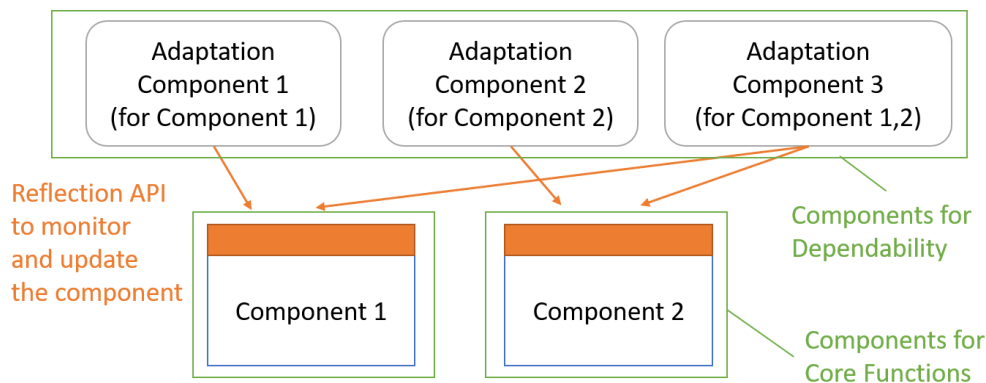 Adaptation
Component 1
(for Component 1)
Adaptation
Component 2
(for Component 2)
Adaptation
Component 3
(for Component 1,2)
Reflection API
to monitor
and update
the component
Components for
Dependability
Component 1
Component 2
Components for
Core Functions